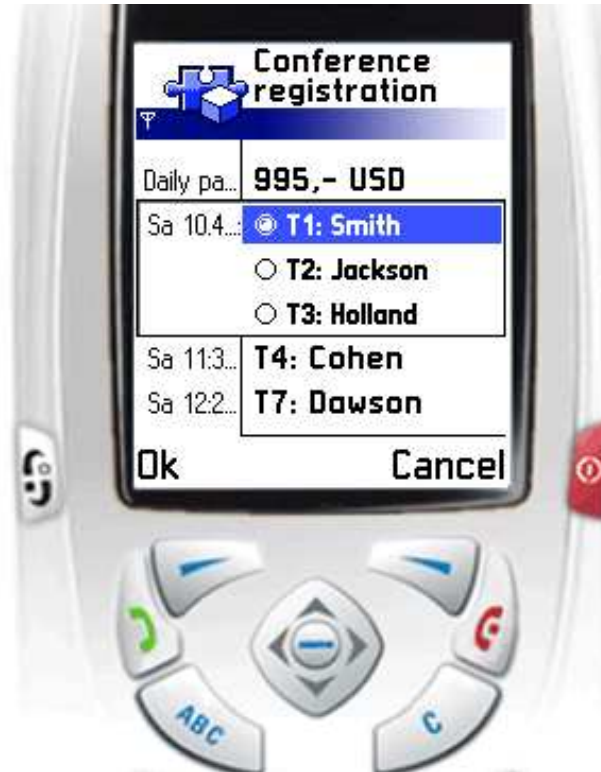 Conference
registration
Daily pa... 995,- USD
Sa 10.4...: T1: Smith
T2: Jackson
T3: Holland
Sa 11:3... T4: Cohen
Sa 12:2... T7: Dawson
Ok Cancel
ABC C